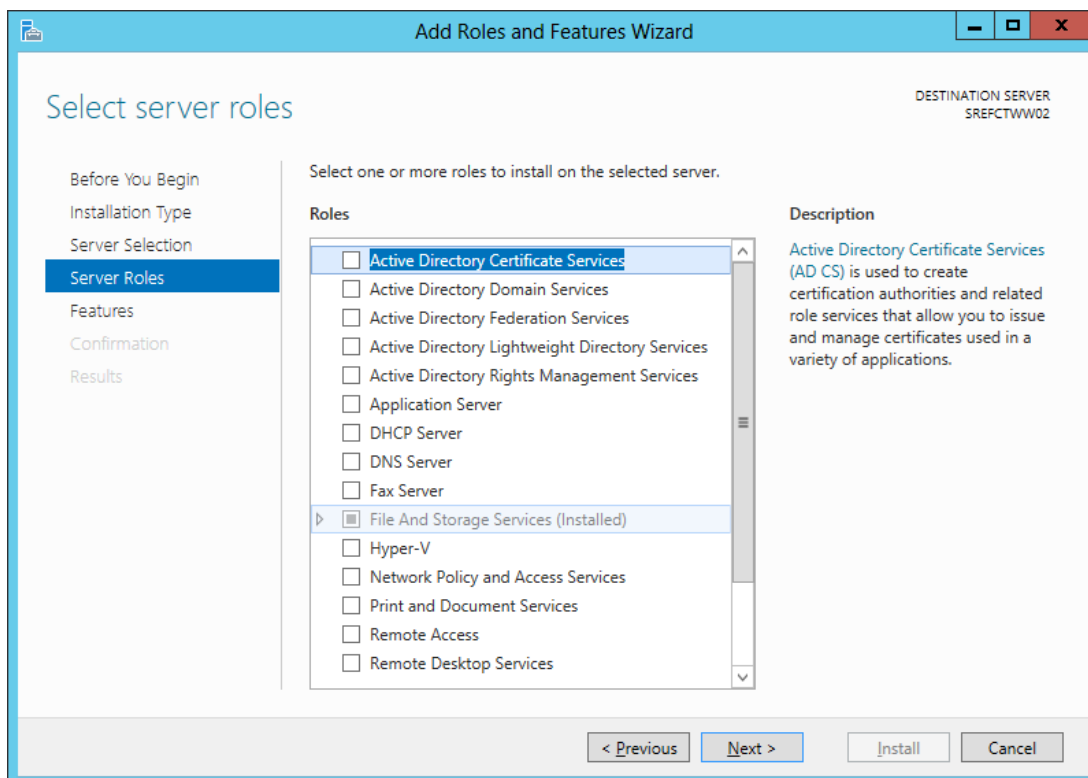 Add Roles and Features Wizard
Select server roles
DESTINATION SERVER
SREFCTWW02
Before You Begin
Installation Type
Server Selection
Server Roles
Features
Confirmation
Results
Select one or more roles to install on the selected server.
Roles
Active Directory Certificate Services
Active Directory Domain Services
Active Directory Federation Services
Active Directory Lightweight Directory Services
Active Directory Rights Management Services
Application Server
DHCP Server
DNS Server
Fax Server
File And Storage Services (Installed)
Hyper-V
Network Policy and Access Services
Print and Document Services
Remote Access
Remote Desktop Services
Description
Active Directory Certificate Services
(AD CS) is used to create
certification authorities and related
role services that allow you to issue
and manage certificates used in a
variety of applications.
< Previous
Next >
Install
Cancel